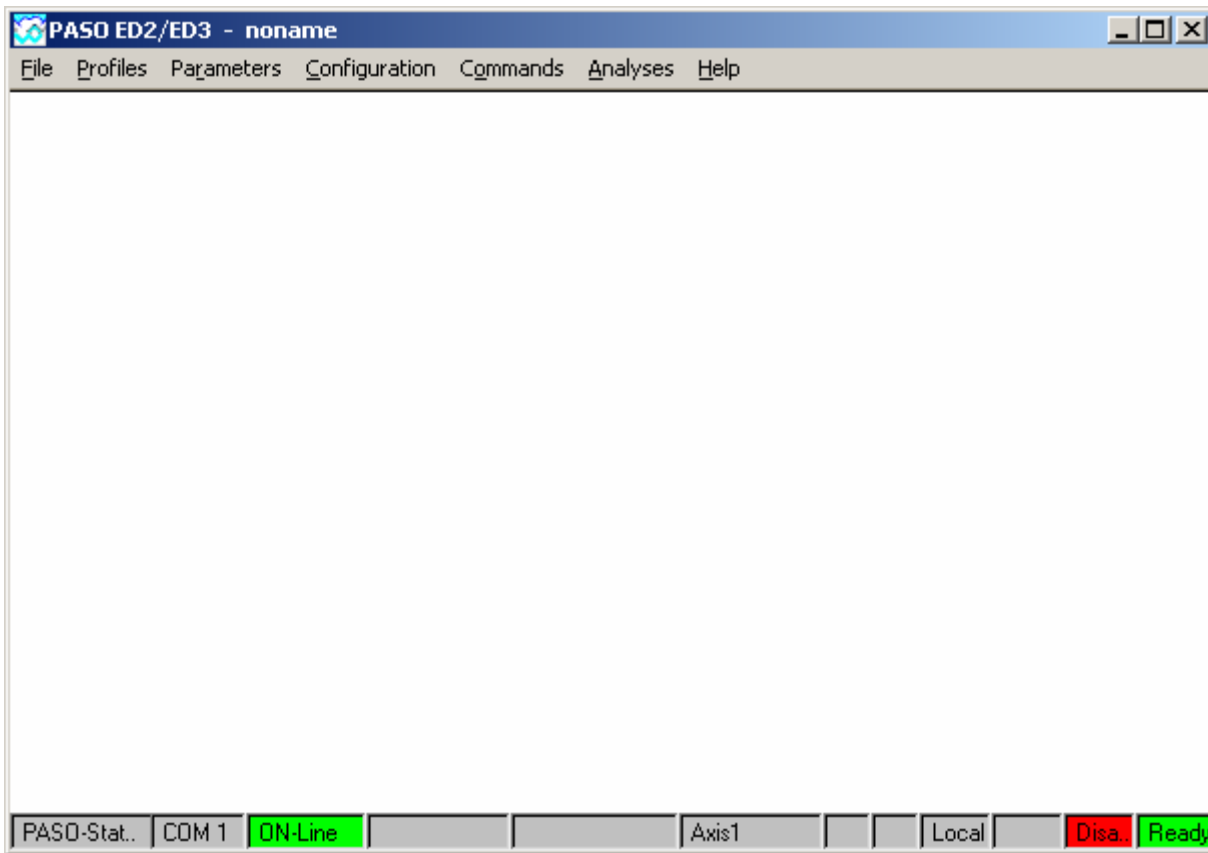 PASO ED2/ED3 - noname
File Profiles Parameters Configuration Commands Analyses Help
PASO-Stat.. COM 1 ON-Line Axis1 Local Disa.. Ready